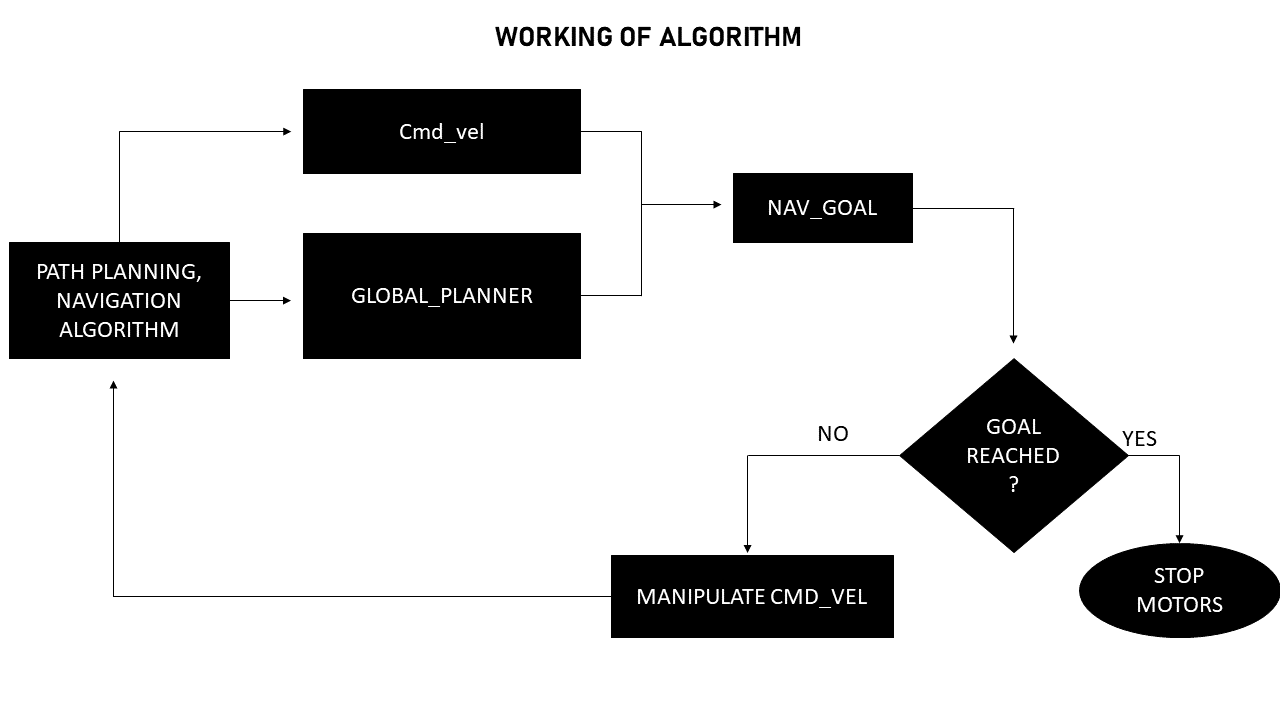 WORKING OF ALGORITHM
Cmd_vel
NAV_GOAL
PATH PLANNING,
NAVIGATION
ALGORITHM
GLOBAL_PLANNER
GOAL
REACHED
?
NO
YES
MANIPULATE CMD_VEL
STOP
MOTORS